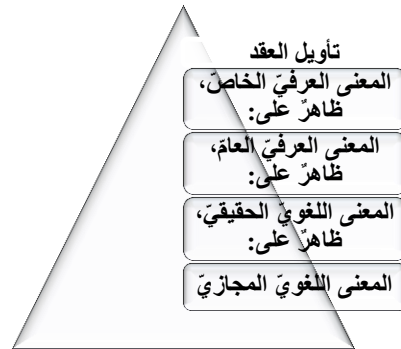 تأويل العقد
المعنى العرفيّ الخاصّ،
ظاهرٌ على:
المعنى العرفيّ العامّ،
ظاهرٌ على:
المعنى اللغويّ الحقيقيّ،
ظاهرٌ على:
المعنى اللغويّ المجازيّ